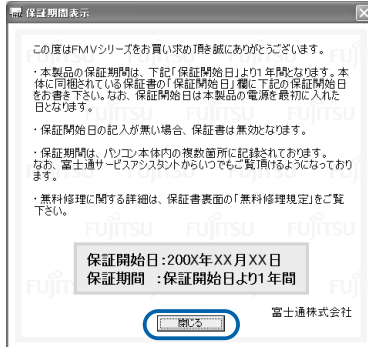 保証期間表示
この度はFMVシリーズをお買い求め頂き誠にありがとうございます。
・本製品の保証期間は、下記「保証開始日」より1年間となります。本
体に同梱されている保証書の「保証開始日」欄に下記の保証開始日
をお書き下さい。なお、保証開始日は本製品の電源を最初に入れた
日となります。
・保証開始日の記入が無い場合、保証書は無効となります。
・保証期間は、パソコン本体内の複数箇所に記録されております。
なお、富士通サービスアシスタントからいつでもご覧頂けるようになっており
ます。
・無料修理に関する詳細は、保証書裏面の「無料修理規定」をご覧
下さい。
保証開始日:200X年XX月XX日
保証期間 :保証開始日より1年間
閉じる
富士通株式会社